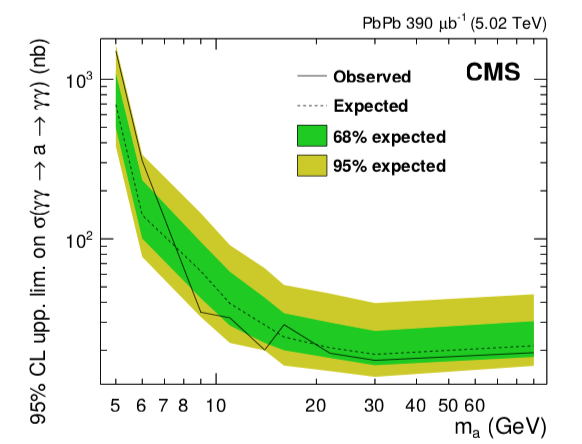 PbPb 390 μb⁻¹ (5.02 TeV)
CMS
Observed
Expected
68% expected
95% expected
95% CL upp. lim. on σ(γγ → a → γγ) (nb)
10³
10²
5 6 7 8 10 20 30 40 50 60
mₐ (GeV)